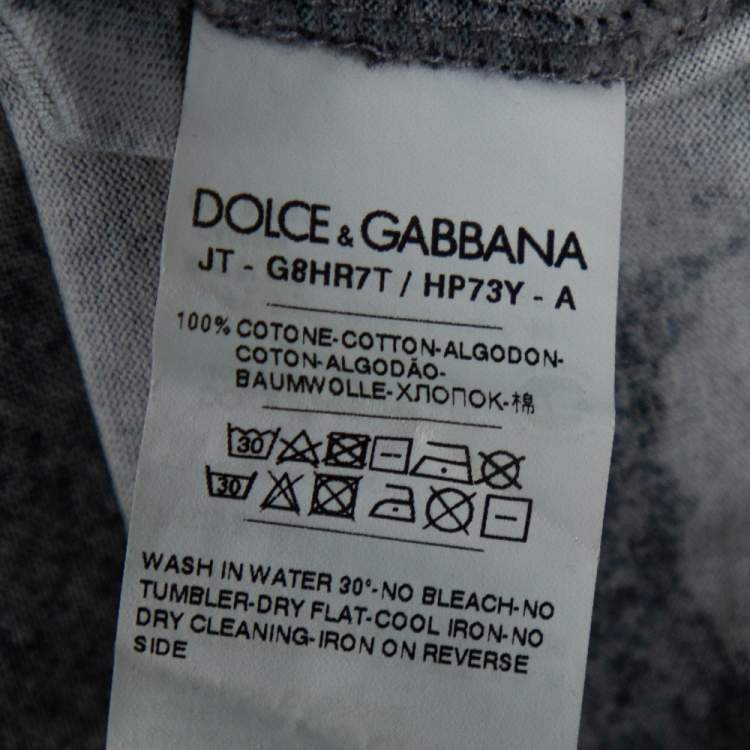 DOLCE & GABBANA
JT - G8HR7T / HP73Y - A
100% COTONE-COTTON-ALGODON-
COTON-ALGODÃO-
BAUMWOLLE-ХЛОПОК-棉
30
30
WASH IN WATER 30°-NO BLEACH-NO
TUMBLER-DRY FLAT-COOL IRON-NO
DRY CLEANING-IRON ON REVERSE
SIDE